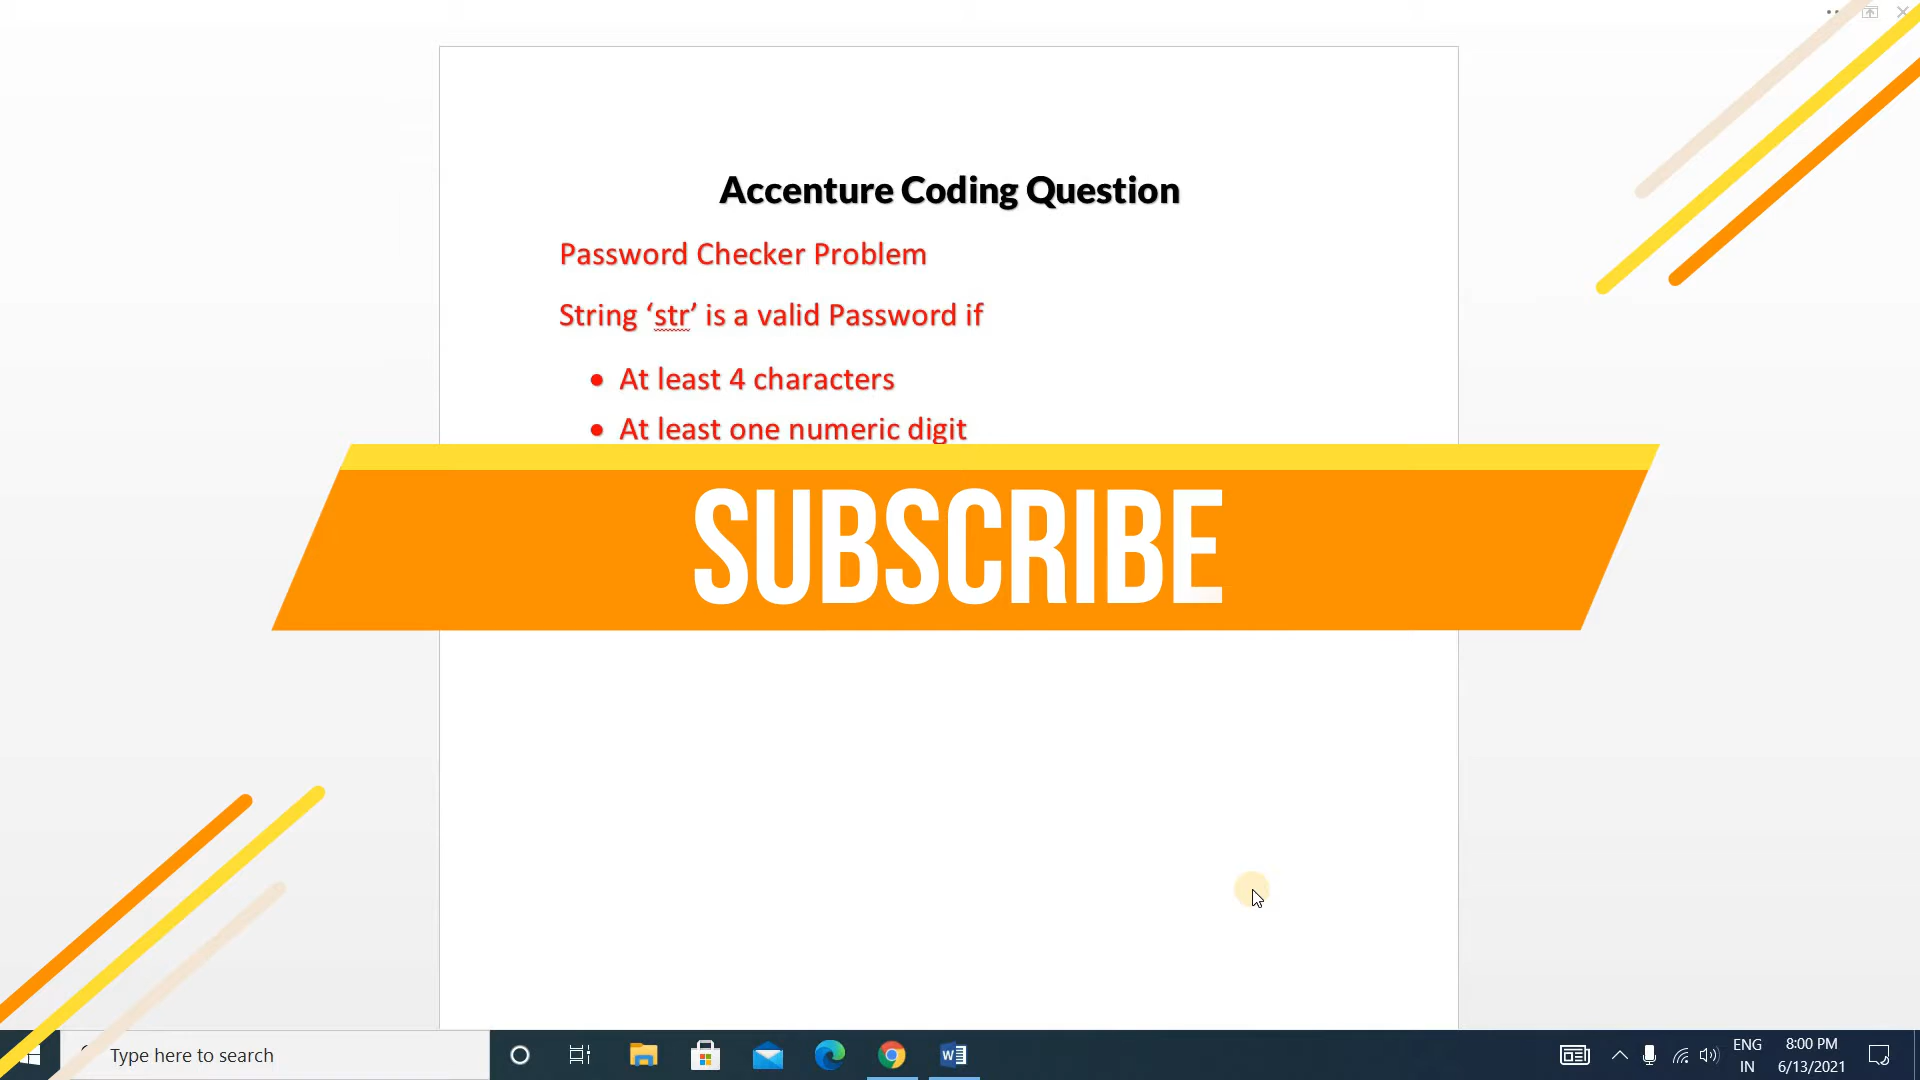 Accenture Coding Question
Password Checker Problem
String ‘str’ is a valid Password if
• At least 4 characters
• At least one numeric digit
SUBSCRIBE
Type here to search
ENG
IN
8:00 PM
6/13/2021